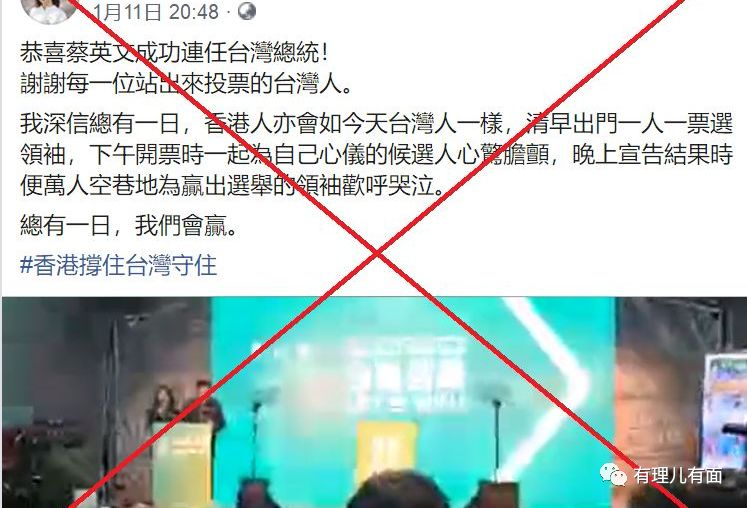 1月11日 20:48 ·
恭喜蔡英文成功連任台灣總統！
謝謝每一位站出來投票的台灣人。
我深信總有一日，香港人亦會如今天台灣人一樣，清早出門一人一票選
領袖，下午開票時一起為自己心儀的候選人心驚膽顫，晚上宣告結果時
便萬人空巷地為贏出選舉的領袖歡呼哭泣。
總有一日，我們會贏。
#香港撐住台灣守住
有理儿有面